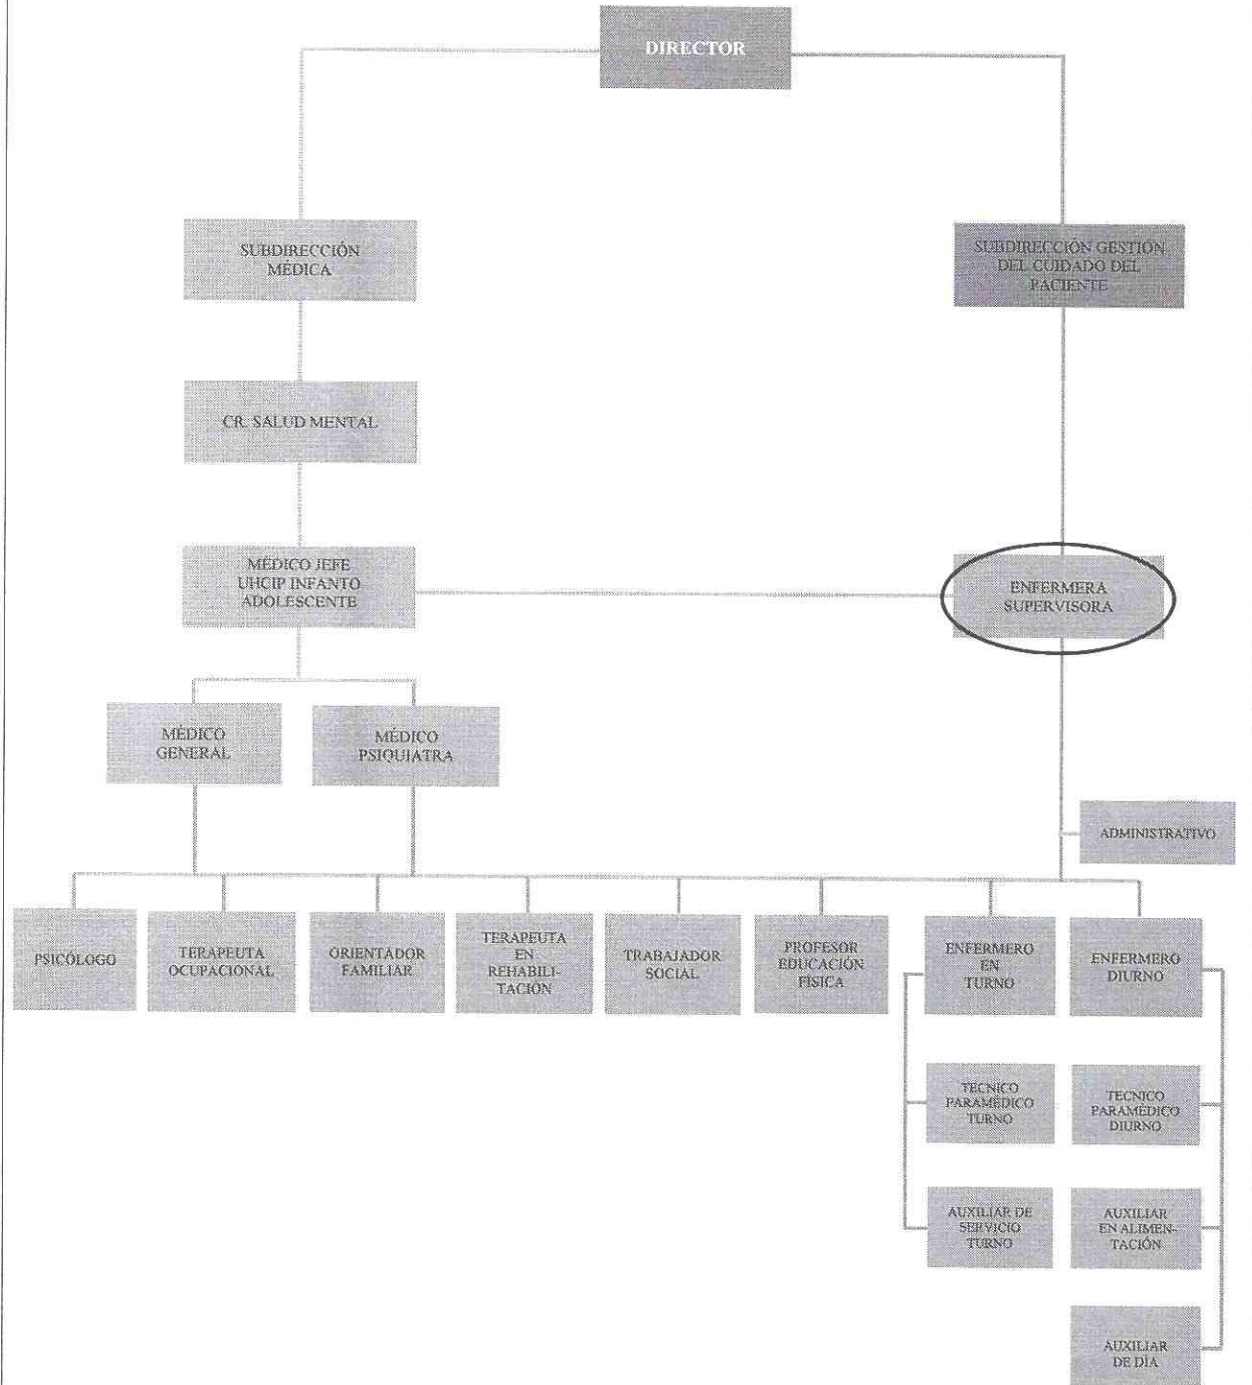 DIRECTOR
SUBDIRECCIÓN
MÉDICA
SUBDIRECCIÓN GESTIÓN
DEL CUIDADO DEL
PACIENTE
CR. SALUD MENTAL
MÉDICO JEFE
UHCIP INFANTO
ADOLESCENTE
ENFERMERA
SUPERVISORA
MÉDICO
GENERAL
MÉDICO
PSIQUIATRA
ADMINISTRATIVO
PSICÓLOGO
TERAPEUTA
OCUPACIONAL
ORIENTADOR
FAMILIAR
TERAPEUTA
EN
REHABILI-
TACION
TRABAJADOR
SOCIAL
PROFESOR
EDUCACIÓN
FÍSICA
ENFERMERO
EN
TURNO
ENFERMERO
DIURNO
TECNICO
PARAMÉDICO
TURNO
TECNICO
PARAMÉDICO
DIURNO
AUXILIAR DE
SERVICIO
TURNO
AUXILIAR
EN ALIMEN-
TACIÓN
AUXILIAR
DE DÍA